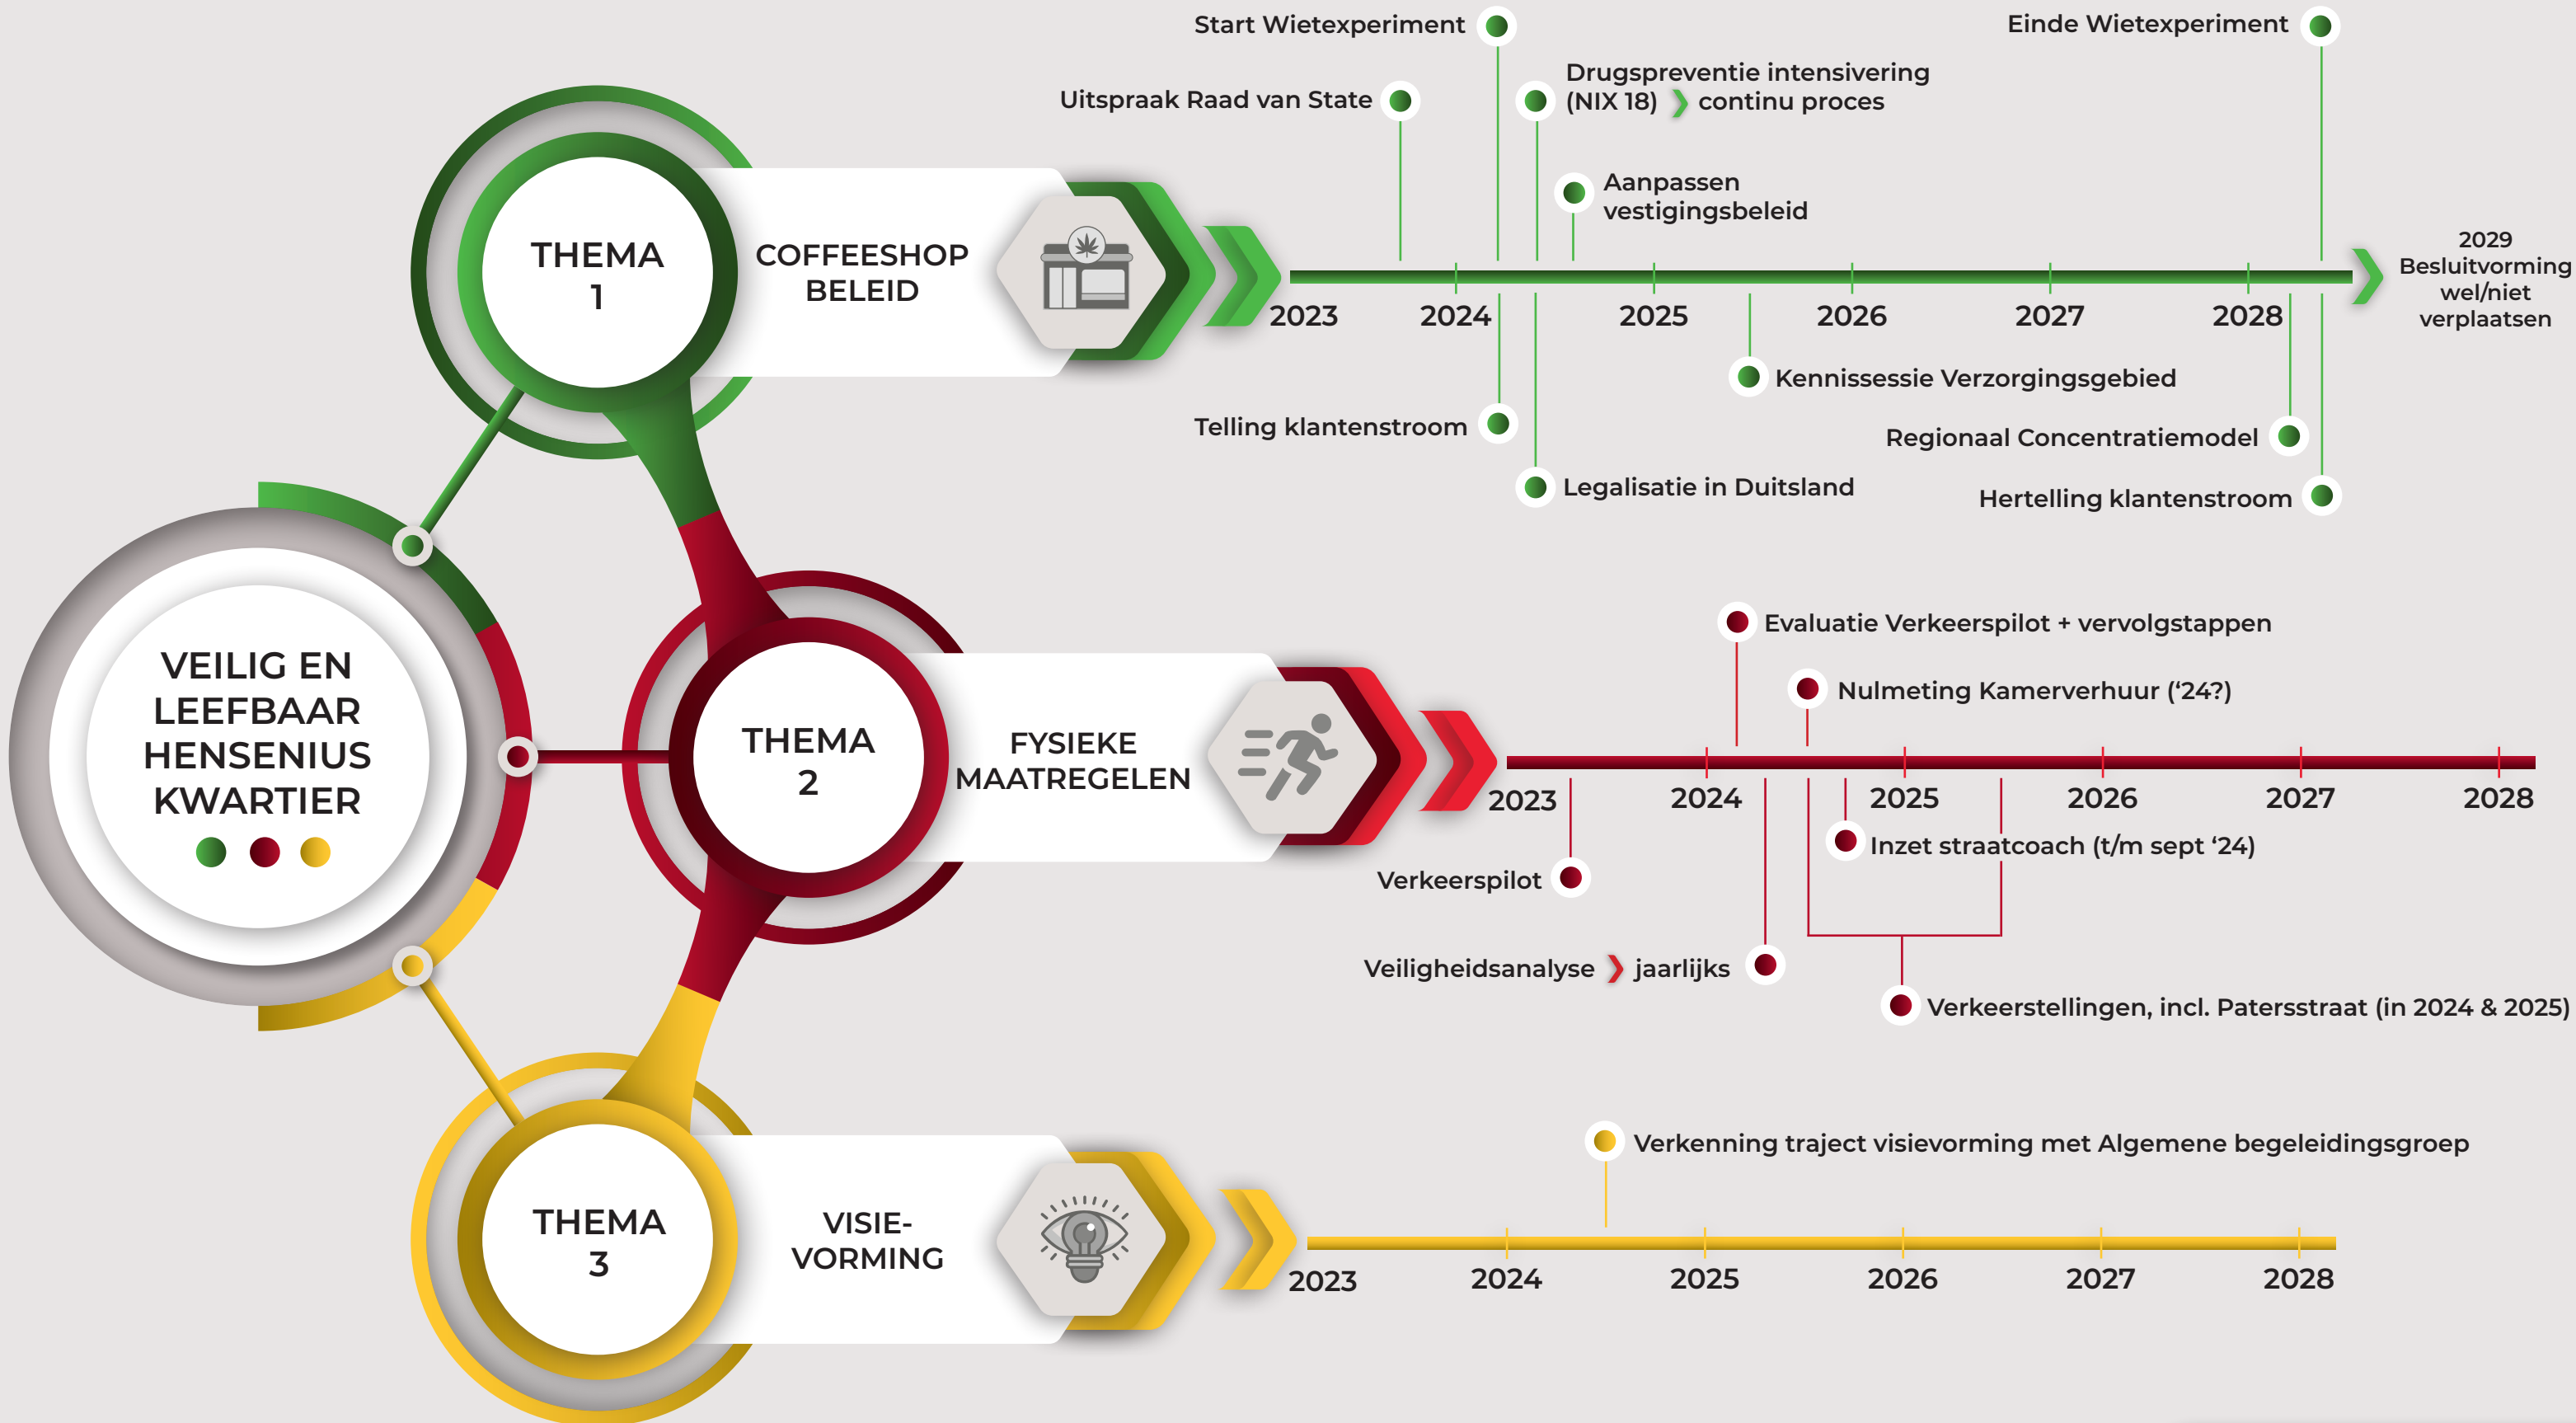 VEILIG EN
LEEFBAAR
HENSENIUS
KWARTIER
THEMA
1
COFFEESHOP
BELEID
Start Wietexperiment
Einde Wietexperiment
Uitspraak Raad van State
Drugspreventie intensivering
(NIX 18) continu proces
Aanpassen
vestigingsbeleid
2023
2024
2025
2026
2027
2028
2029
Besluitvorming
wel/niet
verplaatsen
Kennissessie Verzorgingsgebied
Telling klantenstroom
Regionaal Concentratiemodel
Legalisatie in Duitsland
Hertelling klantenstroom
THEMA
2
FYSIEKE
MAATREGELEN
Evaluatie Verkeerspilot + vervolgstappen
Nulmeting Kamerverhuur (‘24?)
2023
2024
2025
2026
2027
2028
Inzet straatcoach (t/m sept ‘24)
Verkeerspilot
Veiligheidsanalyse jaarlijks
Verkeerstellingen, incl. Patersstraat (in 2024 & 2025)
THEMA
3
VISIE-
VORMING
Verkenning traject visievorming met Algemene begeleidingsgroep
2023
2024
2025
2026
2027
2028